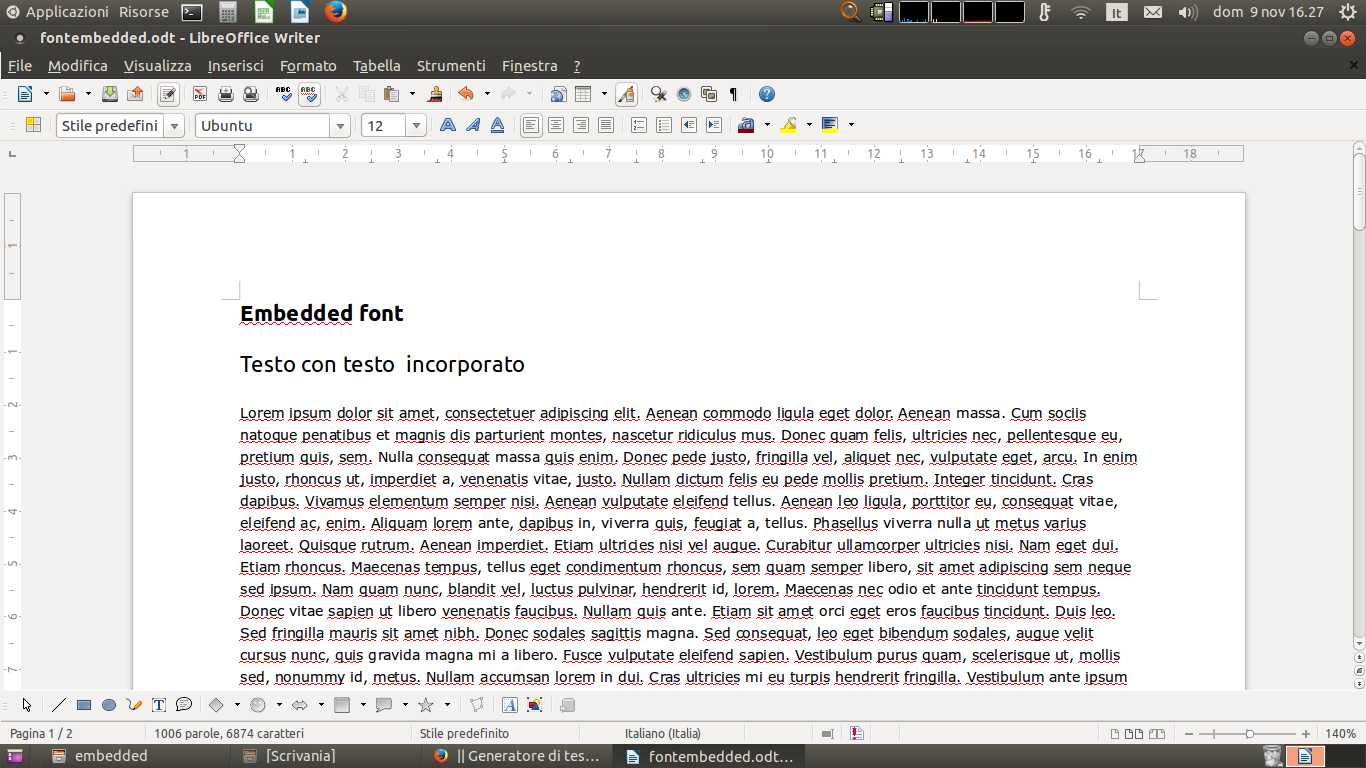 Applicazioni Risorse It dom 9 nov 16.27
fontembedded.odt - LibreOffice Writer
File Modifica Visualizza Inserisci Formato Tabella Strumenti Finestra ?
Stile predefini Ubuntu 12
1 1 2 3 4 5 6 7 8 9 10 11 12 13 14 15 16 17 18
Embedded font
Testo con testo  incorporato
Lorem ipsum dolor sit amet, consectetuer adipiscing elit. Aenean commodo ligula eget dolor. Aenean massa. Cum sociis
natoque penatibus et magnis dis parturient montes, nascetur ridiculus mus. Donec quam felis, ultricies nec, pellentesque eu,
pretium quis, sem. Nulla consequat massa quis enim. Donec pede justo, fringilla vel, aliquet nec, vulputate eget, arcu. In enim
justo, rhoncus ut, imperdiet a, venenatis vitae, justo. Nullam dictum felis eu pede mollis pretium. Integer tincidunt. Cras
dapibus. Vivamus elementum semper nisi. Aenean vulputate eleifend tellus. Aenean leo ligula, porttitor eu, consequat vitae,
eleifend ac, enim. Aliquam lorem ante, dapibus in, viverra quis, feugiat a, tellus. Phasellus viverra nulla ut metus varius
laoreet. Quisque rutrum. Aenean imperdiet. Etiam ultricies nisi vel augue. Curabitur ullamcorper ultricies nisi. Nam eget dui.
Etiam rhoncus. Maecenas tempus, tellus eget condimentum rhoncus, sem quam semper libero, sit amet adipiscing sem neque
sed ipsum. Nam quam nunc, blandit vel, luctus pulvinar, hendrerit id, lorem. Maecenas nec odio et ante tincidunt tempus.
Donec vitae sapien ut libero venenatis faucibus. Nullam quis ante. Etiam sit amet orci eget eros faucibus tincidunt. Duis leo.
Sed fringilla mauris sit amet nibh. Donec sodales sagittis magna. Sed consequat, leo eget bibendum sodales, augue velit
cursus nunc, quis gravida magna mi a libero. Fusce vulputate eleifend sapien. Vestibulum purus quam, scelerisque ut, mollis
sed, nonummy id, metus. Nullam accumsan lorem in dui. Cras ultricies mi eu turpis hendrerit fringilla. Vestibulum ante ipsum
1
1
2
3
4
5
6
7
Pagina 1 / 2 1006 parole, 6874 caratteri Stile predefinito Italiano (Italia) 140%
embedded [Scrivania] || Generatore di tes... fontembedded.odt...